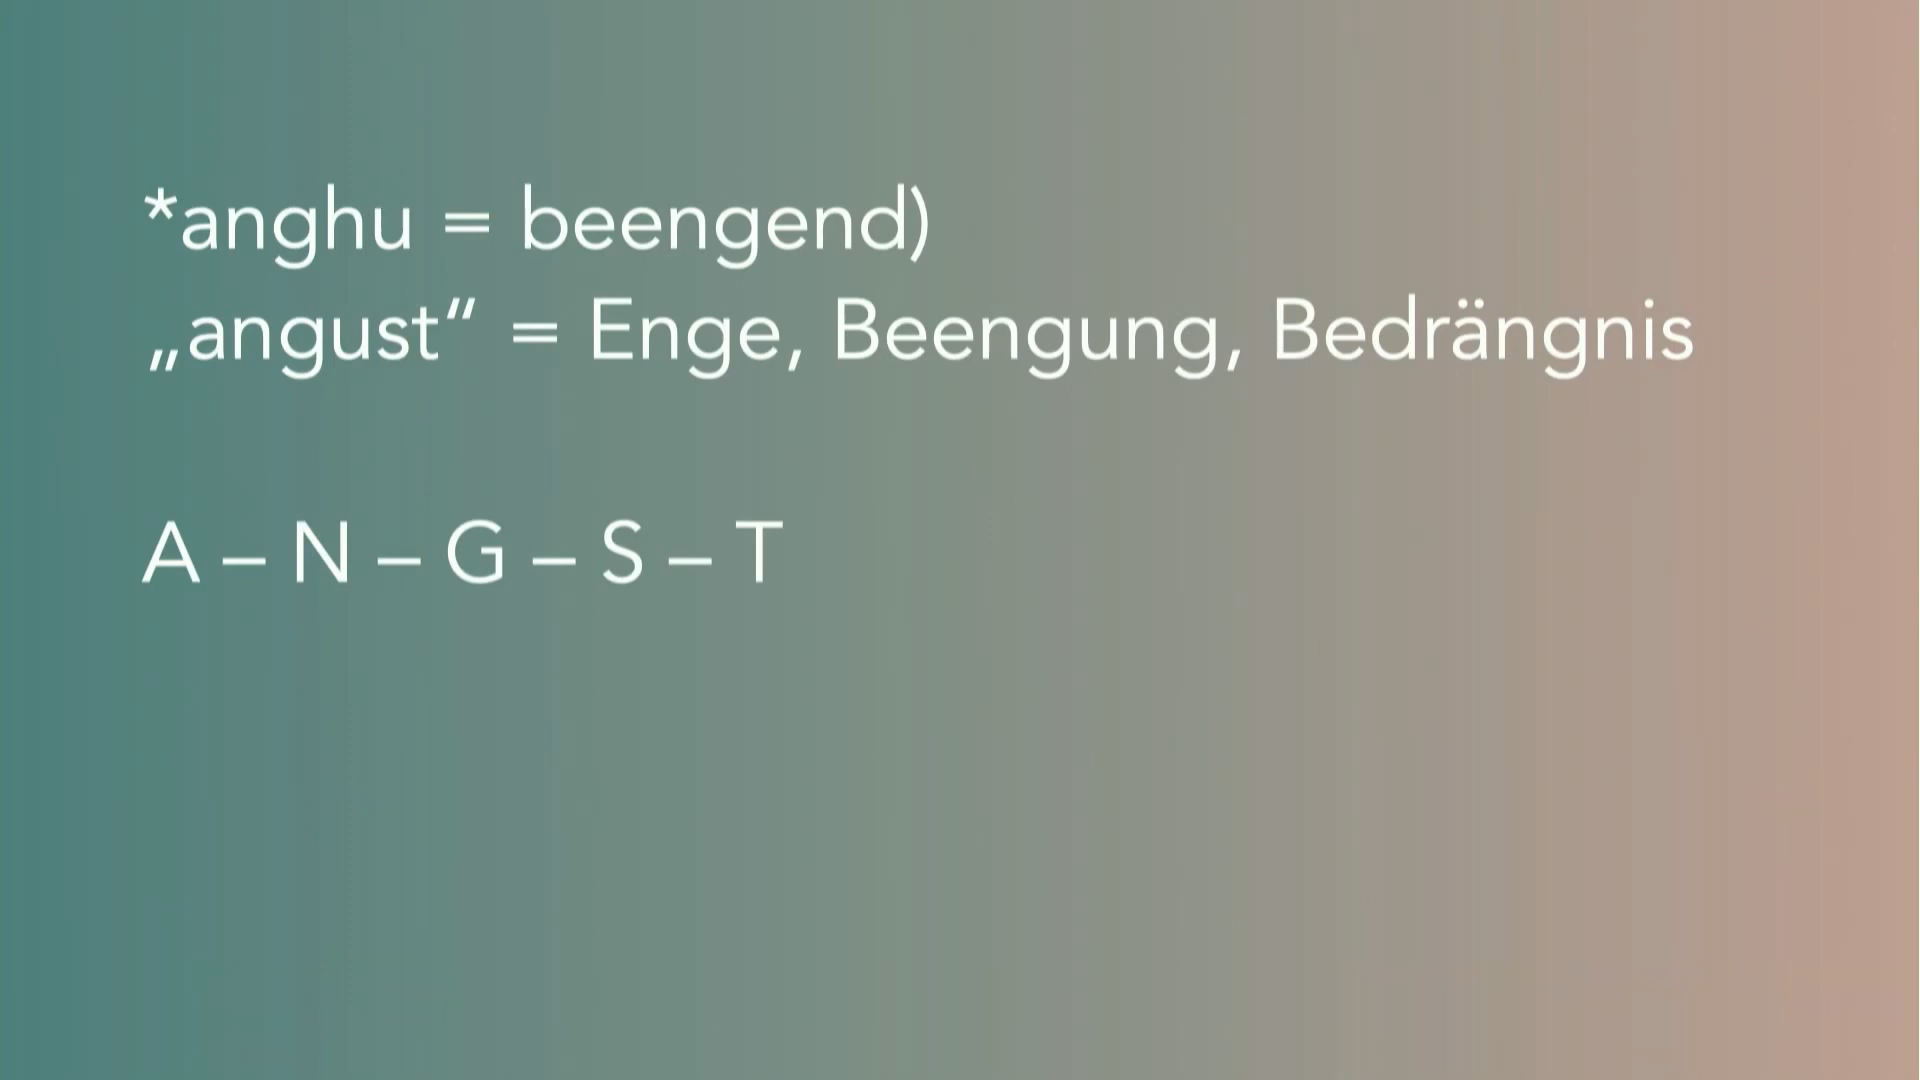 *anghu = beengend)
„angust“ = Enge, Beengung, Bedrängnis
A – N – G – S – T